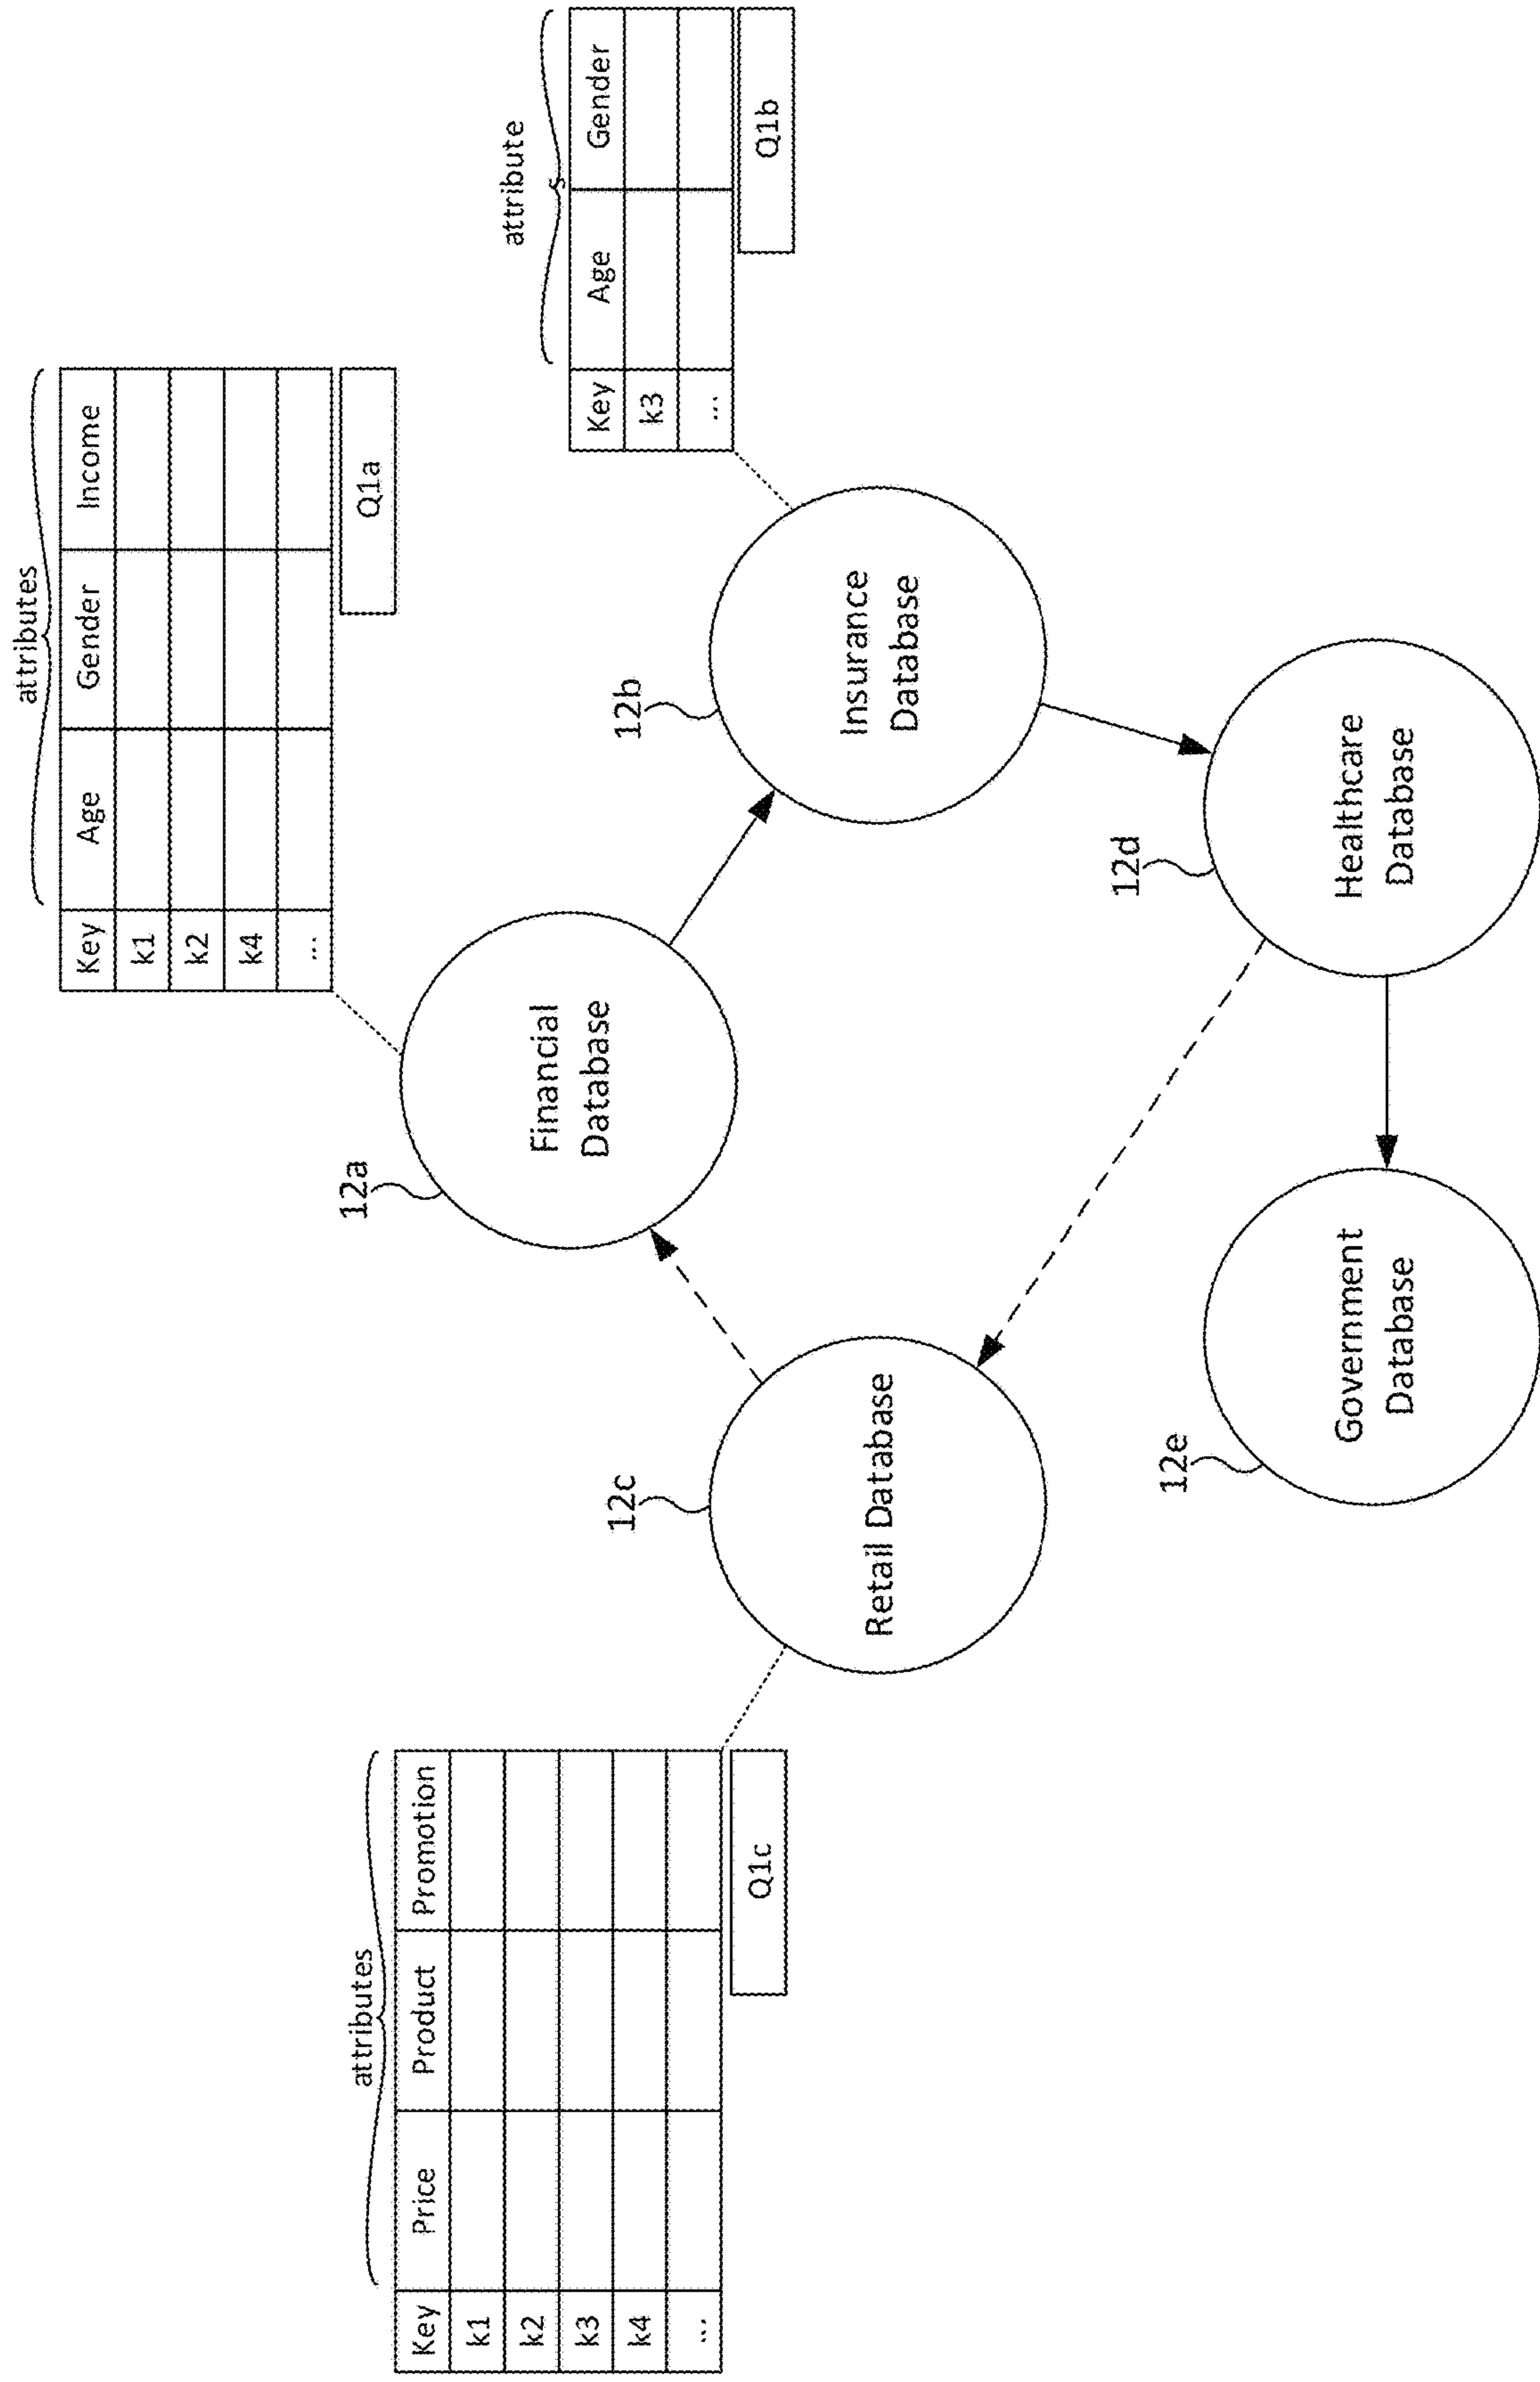 attributes
Key Age Gender Income
k1
k2
k4
...
Q1a
attribute
s
Key Age Gender
k3
...
Q1b
attributes
Key Price Product Promotion
k1
k2
k3
k4
...
Q1c
12a
Financial
Database
12b
Insurance
Database
12c
Retail Database
12d
Healthcare
Database
12e
Government
Database